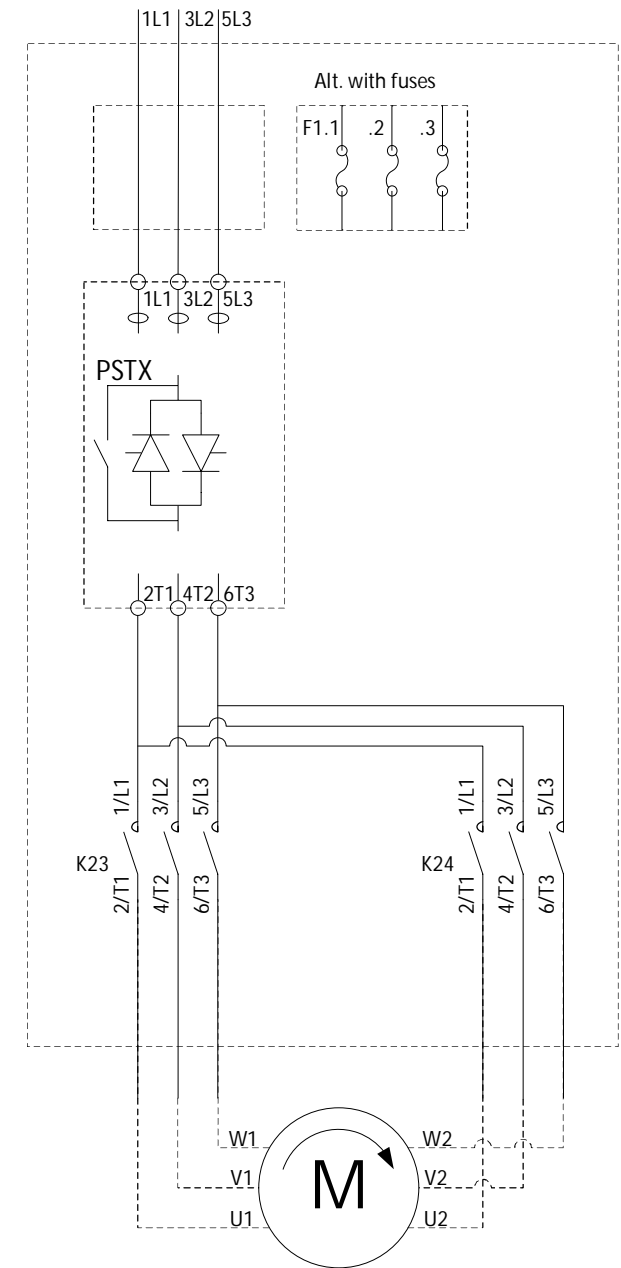 1L1 3L2 5L3
Alt. with fuses
F1.1 .2 .3
1L1 3L2 5L3
PSTX
2T1 4T2 6T3
1/L1 3/L2 5/L3 1/L1 3/L2 5/L3
K23 K24
2/T1 4/T2 6/T3 2/T1 4/T2 6/T3
W1 W2
V1 M V2
U1 U2